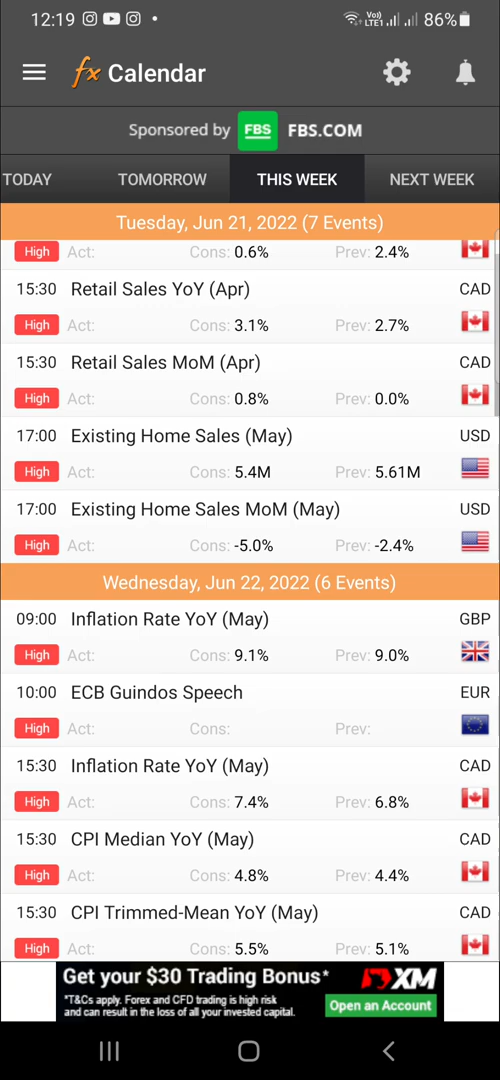 12:19 86%
Vo)) LTE1
fx Calendar
Sponsored by FBS FBS.COM
TODAY TOMORROW THIS WEEK NEXT WEEK
Tuesday, Jun 21, 2022 (7 Events)
High Act: Cons: 0.6% Prev: 2.4%
15:30 Retail Sales YoY (Apr) CAD
High Act: Cons: 3.1% Prev: 2.7%
15:30 Retail Sales MoM (Apr) CAD
High Act: Cons: 0.8% Prev: 0.0%
17:00 Existing Home Sales (May) USD
High Act: Cons: 5.4M Prev: 5.61M
17:00 Existing Home Sales MoM (May) USD
High Act: Cons: -5.0% Prev: -2.4%
Wednesday, Jun 22, 2022 (6 Events)
09:00 Inflation Rate YoY (May) GBP
High Act: Cons: 9.1% Prev: 9.0%
10:00 ECB Guindos Speech EUR
High Act: Cons: Prev:
15:30 Inflation Rate YoY (May) CAD
High Act: Cons: 7.4% Prev: 6.8%
15:30 CPI Median YoY (May) CAD
High Act: Cons: 4.8% Prev: 4.4%
15:30 CPI Trimmed-Mean YoY (May) CAD
High Act: Cons: 5.5% Prev: 5.1%
Get your $30 Trading Bonus* XM
*T&Cs apply. Forex and CFD trading is high risk
and can result in the loss of all your invested capital.
Open an Account